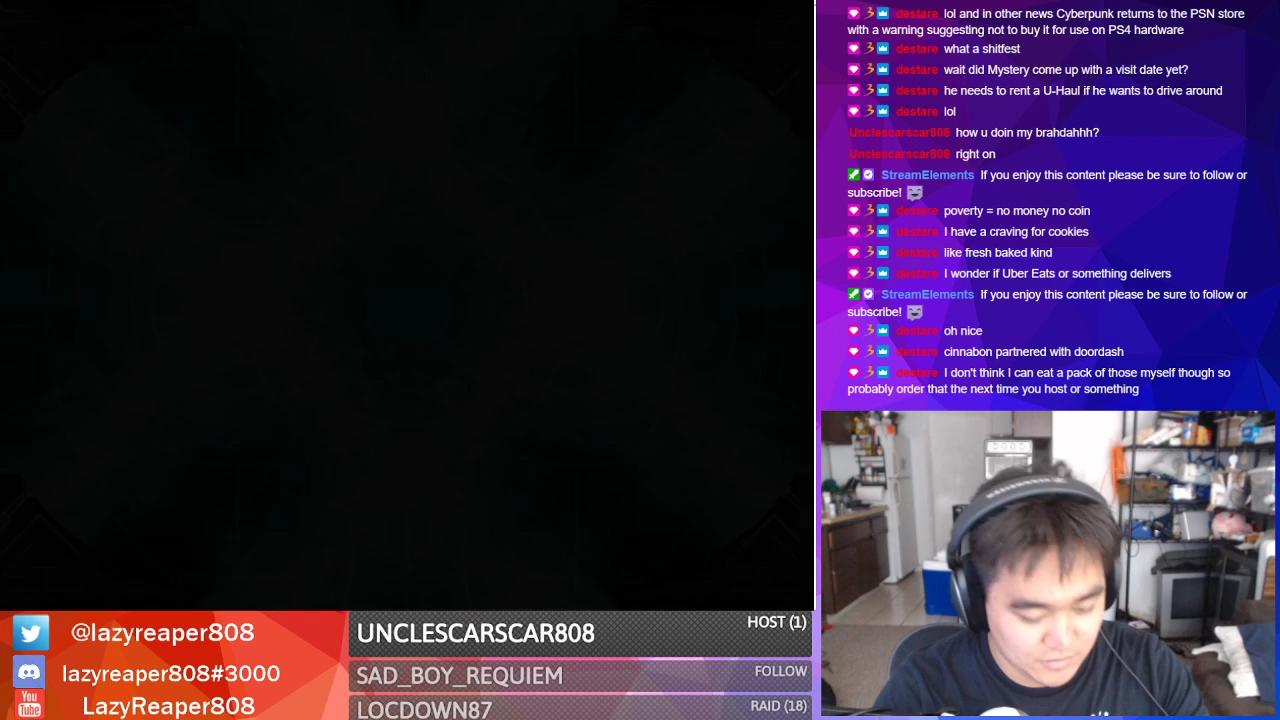 destare lol and in other news Cyberpunk returns to the PSN store
with a warning suggesting not to buy it for use on PS4 hardware
destare what a shitfest
destare wait did Mystery come up with a visit date yet?
destare he needs to rent a U-Haul if he wants to drive around
destare lol
Unclescarscar808 how u doin my brahdahhh?
Unclescarscar808 right on
StreamElements If you enjoy this content please be sure to follow or
subscribe!
destare poverty = no money no coin
destare I have a craving for cookies
destare like fresh baked kind
destare I wonder if Uber Eats or something delivers
StreamElements If you enjoy this content please be sure to follow or
subscribe!
destare oh nice
destare cinnabon partnered with doordash
destare I don't think I can eat a pack of those myself though so
probably order that the next time you host or something
@lazyreaper808
lazyreaper808#3000
You
Tube
LazyReaper808
UNCLESCARSCAR808 HOST (1)
SAD_BOY_REQUIEM FOLLOW
LOCDOWN87 RAID (18)